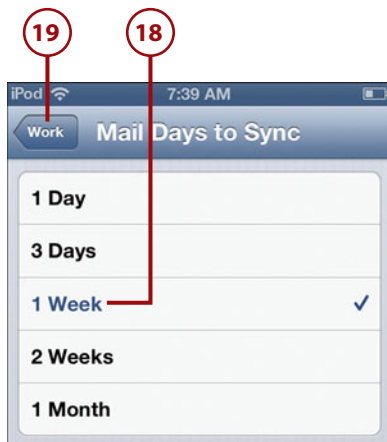 19 18
iPod 7:39 AM
Work Mail Days to Sync
1 Day
3 Days
1 Week
2 Weeks
1 Month